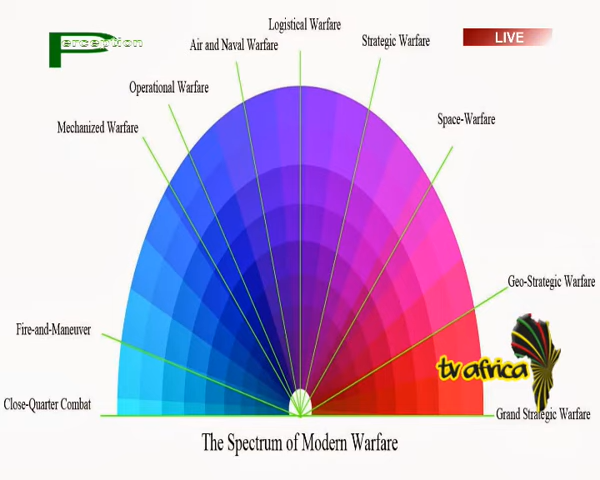 Perception
LIVE
Logistical Warfare
Air and Naval Warfare
Strategic Warfare
Operational Warfare
Mechanized Warfare
Space-Warfare
Geo-Strategic Warfare
Fire-and-Maneuver
tv africa
Close-Quarter Combat
Grand Strategic Warfare
The Spectrum of Modern Warfare